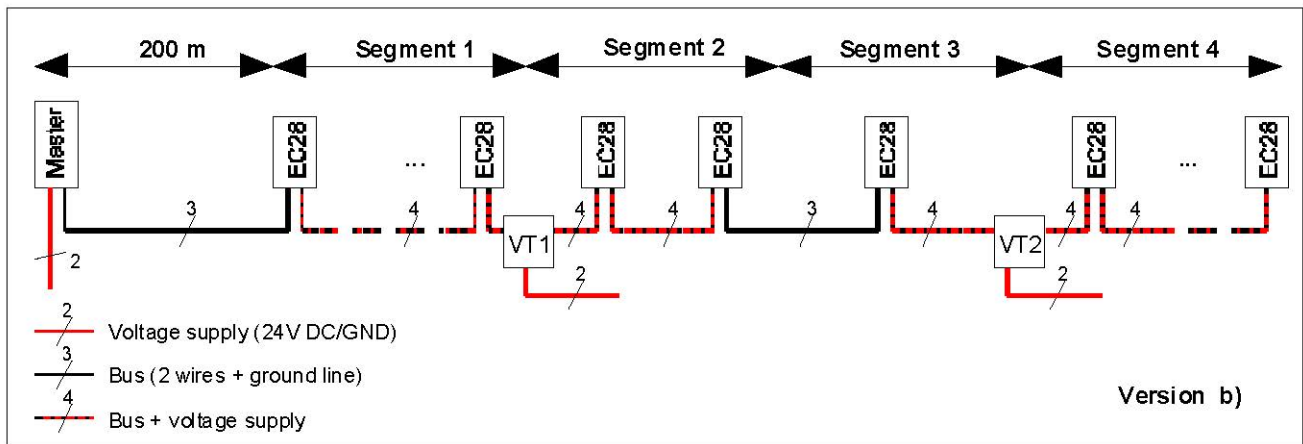 200 m Segment 1 Segment 2 Segment 3 Segment 4
Master EC28 ... EC28 EC28 EC28 EC28 EC28 ... EC28
3 4 4 4 3 4 4 4
VT1 VT2
2 2 2
2
Voltage supply (24V DC/GND)
3
Bus (2 wires + ground line)
4
Bus + voltage supply
Version b)